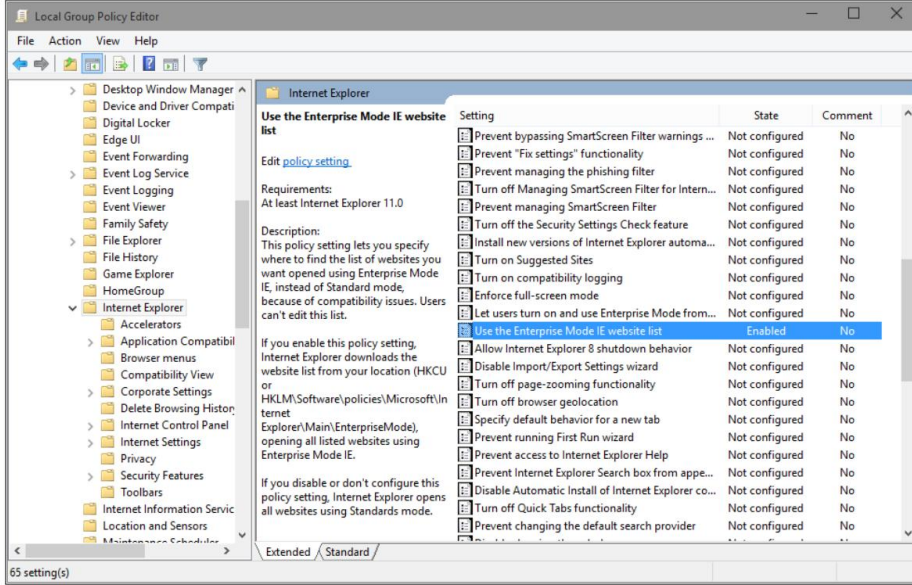 Local Group Policy Editor
File Action View Help
Desktop Window Manager
Device and Driver Compati
Digital Locker
Edge UI
Event Forwarding
Event Log Service
Event Logging
Event Viewer
Family Safety
File Explorer
File History
Game Explorer
HomeGroup
Internet Explorer
Accelerators
Application Compatibil
Browser menus
Compatibility View
Corporate Settings
Delete Browsing History
Internet Control Panel
Internet Settings
Privacy
Security Features
Toolbars
Internet Information Servic
Location and Sensors
Maintenance Scheduler
Internet Explorer
Use the Enterprise Mode IE website
list
Edit policy setting
Requirements:
At least Internet Explorer 11.0
Description:
This policy setting lets you specify
where to find the list of websites you
want opened using Enterprise Mode
IE, instead of Standard mode,
because of compatibility issues. Users
can't edit this list.
If you enable this policy setting,
Internet Explorer downloads the
website list from your location (HKCU
or
HKLM\Software\policies\Microsoft\In
ternet
Explorer\Main\EnterpriseMode),
opening all listed websites using
Enterprise Mode IE.
If you disable or don't configure this
policy setting, Internet Explorer opens
all websites using Standards mode.
Setting State Comment
Prevent bypassing SmartScreen Filter warnings ... Not configured No
Prevent "Fix settings" functionality Not configured No
Prevent managing the phishing filter Not configured No
Turn off Managing SmartScreen Filter for Intern... Not configured No
Prevent managing SmartScreen Filter Not configured No
Turn off the Security Settings Check feature Not configured No
Install new versions of Internet Explorer automa... Not configured No
Turn on Suggested Sites Not configured No
Turn on compatibility logging Not configured No
Enforce full-screen mode Not configured No
Let users turn on and use Enterprise Mode from... Not configured No
Use the Enterprise Mode IE website list Enabled No
Allow Internet Explorer 8 shutdown behavior Not configured No
Disable Import/Export Settings wizard Not configured No
Turn off page-zooming functionality Not configured No
Turn off browser geolocation Not configured No
Specify default behavior for a new tab Not configured No
Prevent running First Run wizard Not configured No
Prevent access to Internet Explorer Help Not configured No
Prevent Internet Explorer Search box from appe... Not configured No
Disable Automatic Install of Internet Explorer co... Not configured No
Turn off Quick Tabs functionality Not configured No
Prevent changing the default search provider Not configured No
Extended Standard
65 setting(s)